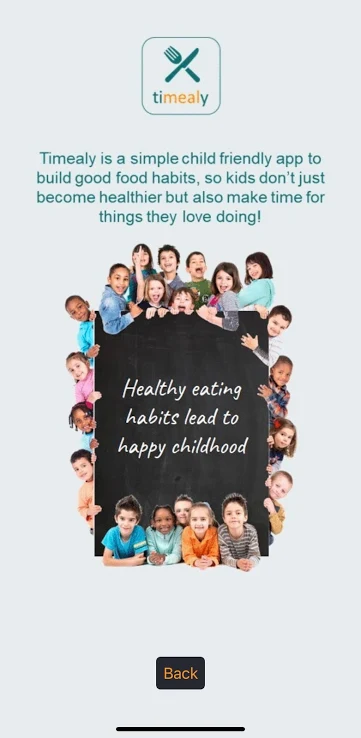 timealy
Timealy is a simple child friendly app to
build good food habits, so kids don't just
become healthier but also make time for
things they love doing!
Healthy eating
habits lead to
happy childhood
Back